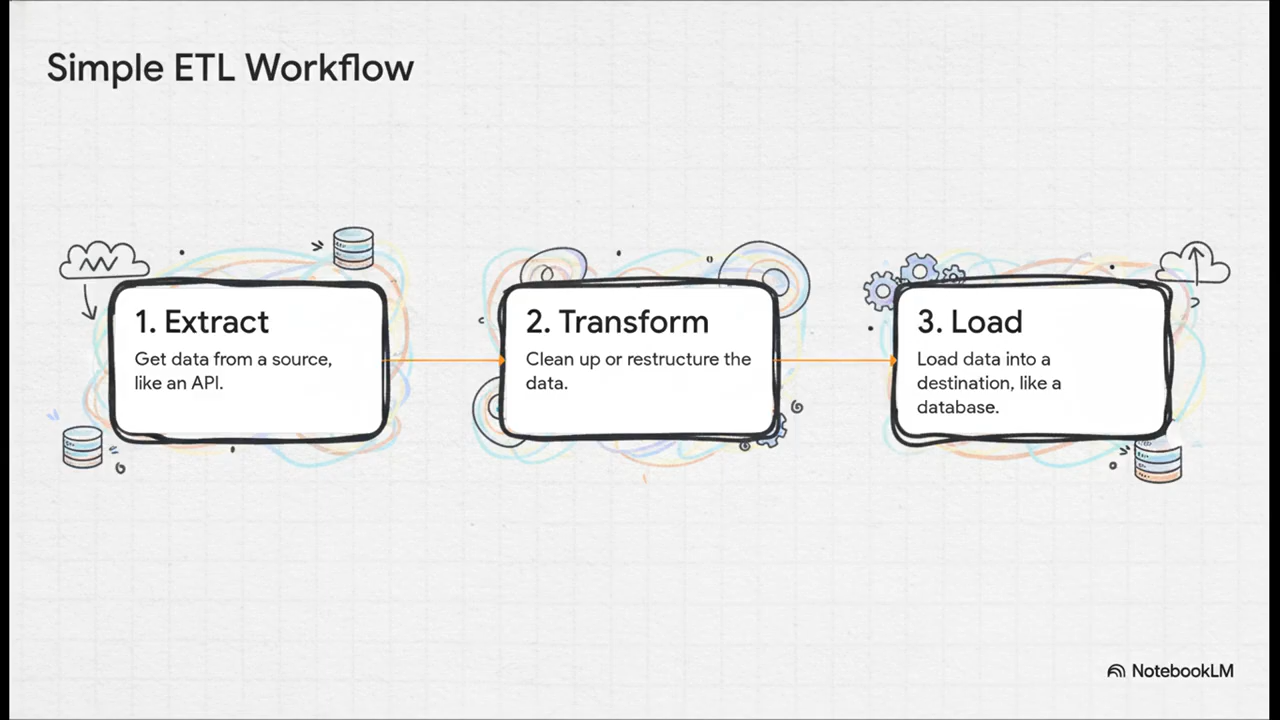 Simple ETL Workflow
1. Extract
Get data from a source,
like an API.
2. Transform
Clean up or restructure the
data.
3. Load
Load data into a
destination, like a
database.
NotebookLM